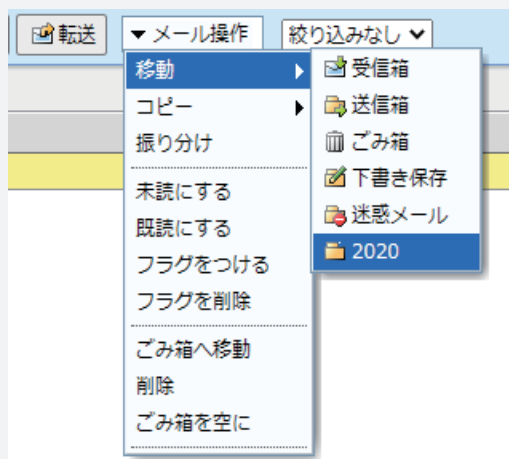 転送
▼メール操作
絞り込みなし
移動
コピー
振り分け
未読にする
既読にする
フラグをつける
フラグを削除
ごみ箱へ移動
削除
ごみ箱を空に
受信箱
送信箱
ごみ箱
下書き保存
迷惑メール
2020